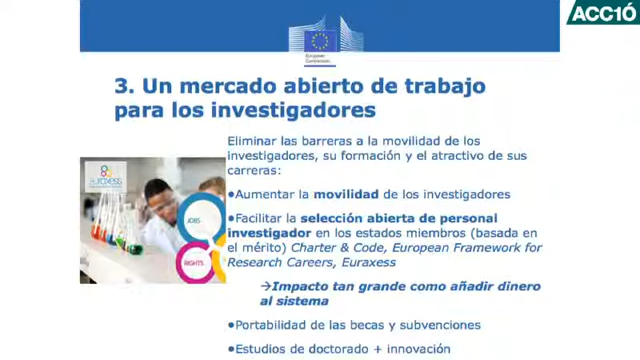 ACCIÓ
European
Commission
3. Un mercado abierto de trabajo
para los investigadores
Eliminar las barreras a la movilidad de los
investigadores, su formación y el atractivo de sus
carreras:
●Aumentar la movilidad de los investigadores
●Facilitar la selección abierta de personal
investigador en los estados miembros (basada en
el mérito) Charter & Code, European Framework for
Research Careers, Euraxess
→Impacto tan grande como añadir dinero
al sistema
●Portabilidad de las becas y subvenciones
●Estudios de doctorado + innovación
euraxess
JOBS
RIGHTS